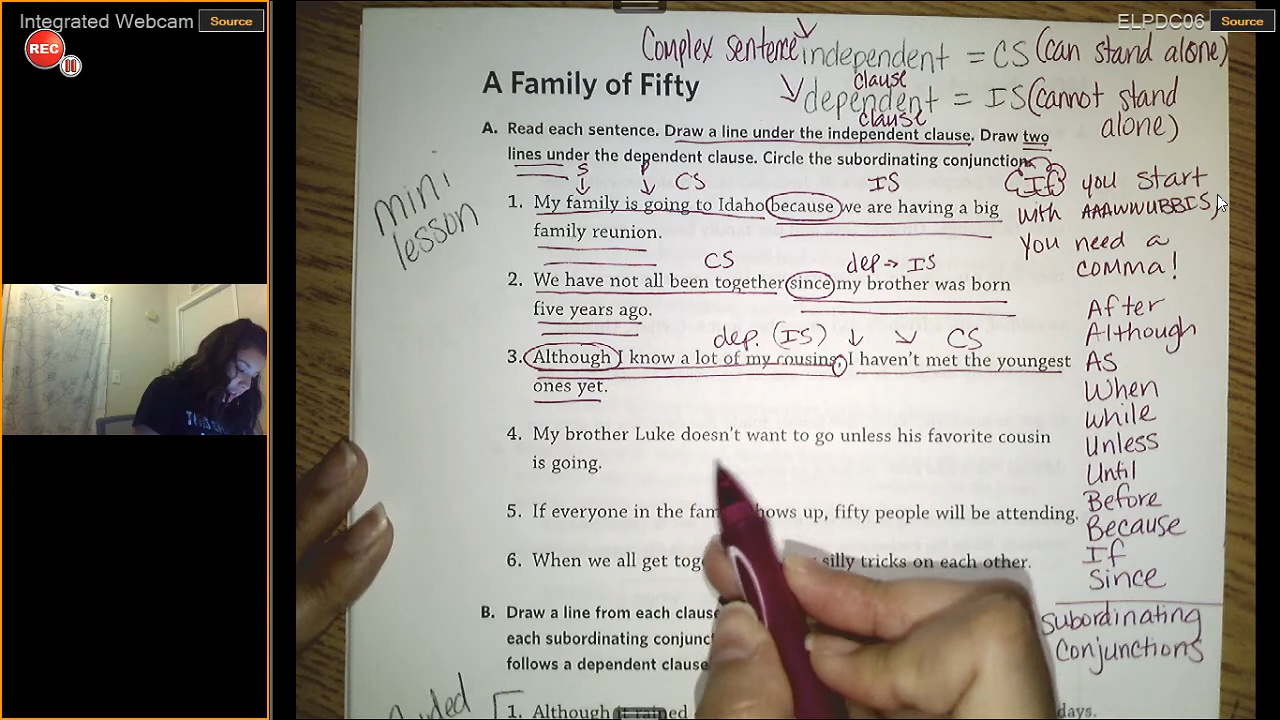 Integrated Webcam Source
ELPDC06 Source
REC
Complex sentence independent = CS (can stand alone)
clause
A Family of Fifty
dependent = IS (cannot stand
clause
alone)
A. Read each sentence. Draw a line under the independent clause. Draw two
lines under the dependent clause. Circle the subordinating conjunction.
mini
lesson
S P CS IS
1. My family is going to Idaho because we are having a big
family reunion.
CS dep → IS
2. We have not all been together since my brother was born
five years ago.
dep. (IS) CS
3. Although I know a lot of my cousins, I haven't met the youngest
ones yet.
4. My brother Luke doesn't want to go unless his favorite cousin
is going.
5. If everyone in the hows up, fifty people will be attending.
6. When we all get silly tricks on each other.
B. Draw a line from each clause
each subordinating
follows a dependent clause
1. Although it rained days.
(If) you start
with AAAWWUBBIS,
you need a
comma!
After
Although
As
When
while
Unless
Until
Before
Because
If
Since
subordinating
conjunctions